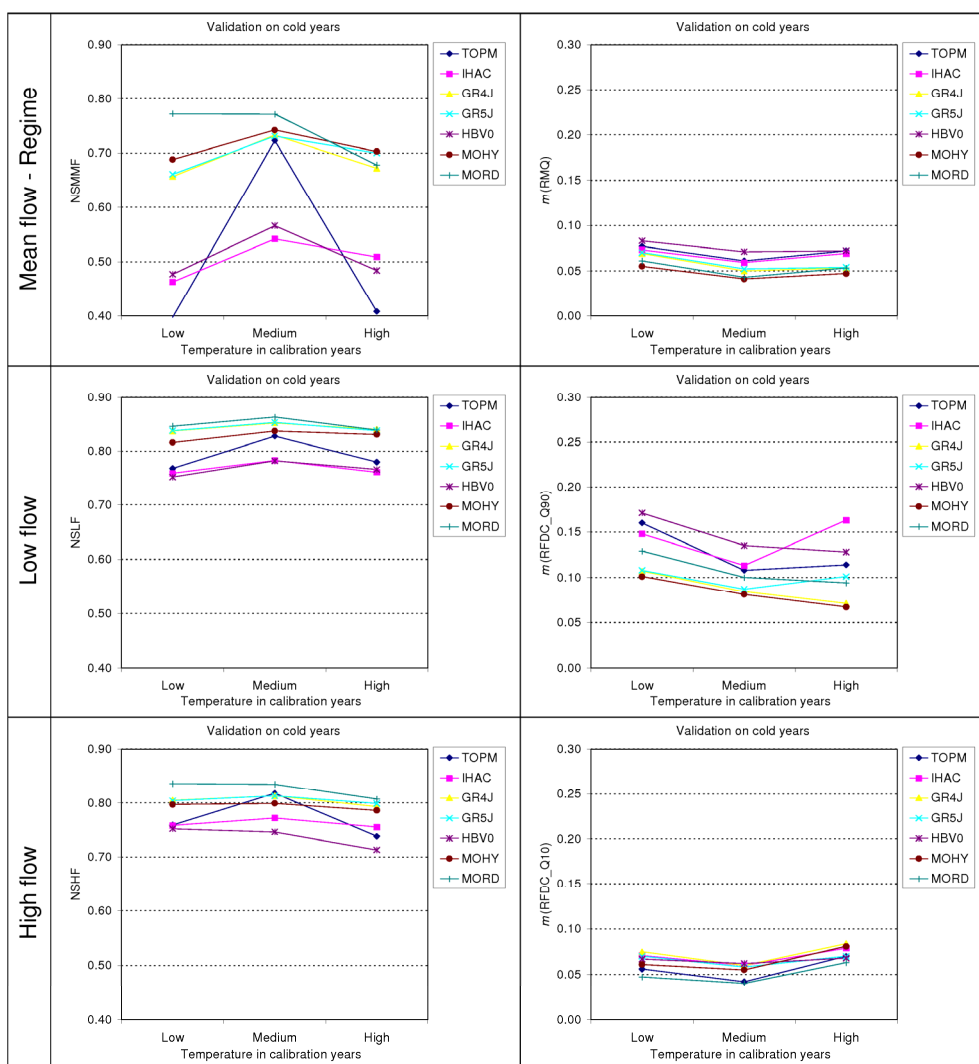 Mean flow - Regime
Validation on cold years
NSMMF
0.90
0.80
0.70
0.60
0.50
0.40
Low Medium High
Temperature in calibration years
TOPM
IHAC
GR4J
GR5J
HBV0
MOHY
MORD
Validation on cold years
m(RMQ)
0.30
0.25
0.20
0.15
0.10
0.05
0.00
Low Medium High
Temperature in calibration years
TOPM
IHAC
GR4J
GR5J
HBV0
MOHY
MORD
Low flow
Validation on cold years
NSLF
0.90
0.80
0.70
0.60
0.50
0.40
Low Medium High
Temperature in calibration years
TOPM
IHAC
GR4J
GR5J
HBV0
MOHY
MORD
Validation on cold years
m(RFDC_Q90)
0.30
0.25
0.20
0.15
0.10
0.05
0.00
Low Medium High
Temperature in calibration years
TOPM
IHAC
GR4J
GR5J
HBV0
MOHY
MORD
High flow
Validation on cold years
NSHF
0.90
0.80
0.70
0.60
0.50
0.40
Low Medium High
Temperature in calibration years
TOPM
IHAC
GR4J
GR5J
HBV0
MOHY
MORD
Validation on cold years
m(RFDC_Q10)
0.30
0.25
0.20
0.15
0.10
0.05
0.00
Low Medium High
Temperature in calibration years
TOPM
IHAC
GR4J
GR5J
HBV0
MOHY
MORD